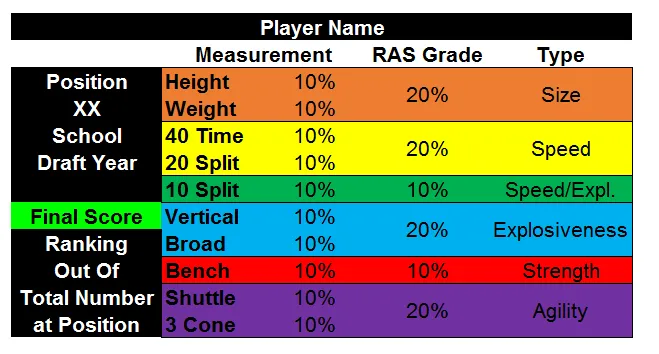 Player Name
Measurement RAS Grade Type
Position Height 10% 20% Size
XX Weight 10%
School 40 Time 10% 20% Speed
Draft Year 20 Split 10%
10 Split 10% 10% Speed/Expl.
Final Score Vertical 10% 20% Explosiveness
Ranking Broad 10%
Out Of Bench 10% 10% Strength
Total Number Shuttle 10% 20% Agility
at Position 3 Cone 10%